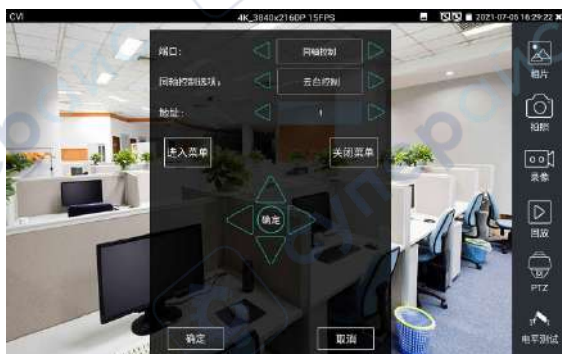 CVI 4K_3840x2160P 15FPS 2021-07-05 16:29:22
端口: 同轴控制
同轴控制选项: 云台控制
地址: 1
进入菜单 关闭菜单
确定
确定 取消
相片
拍照
录像
回放
PTZ
电平测试